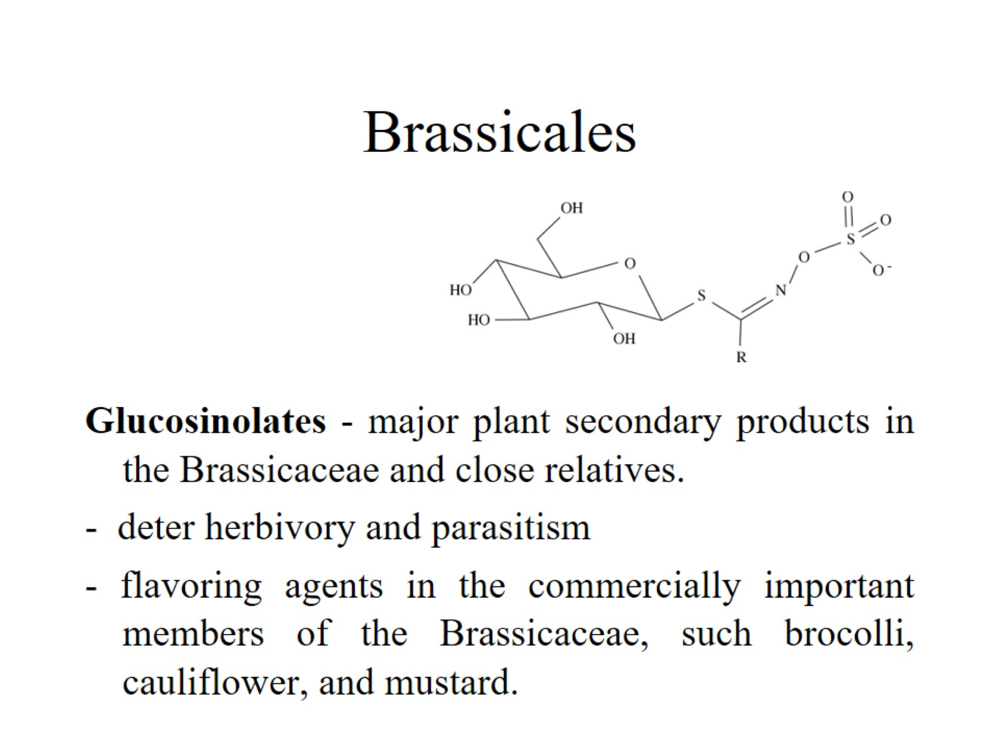 Brassicales
OH
O
HO
HO
OH
S
R
N
O
S
O
O
O-
Glucosinolates - major plant secondary products in
the Brassicaceae and close relatives.
- deter herbivory and parasitism
- flavoring agents in the commercially important
members of the Brassicaceae, such brocolli,
cauliflower, and mustard.